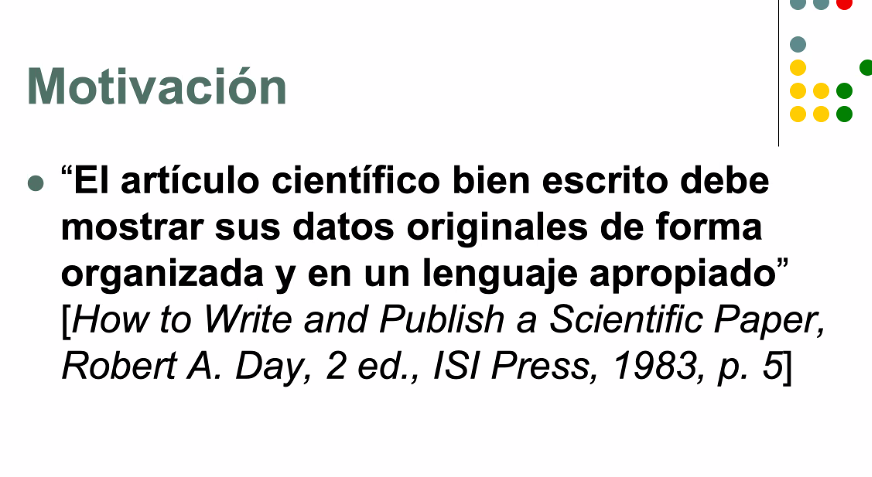 Motivación
“El artículo científico bien escrito debe
mostrar sus datos originales de forma
organizada y en un lenguaje apropiado”
[How to Write and Publish a Scientific Paper,
Robert A. Day, 2 ed., ISI Press, 1983, p. 5]